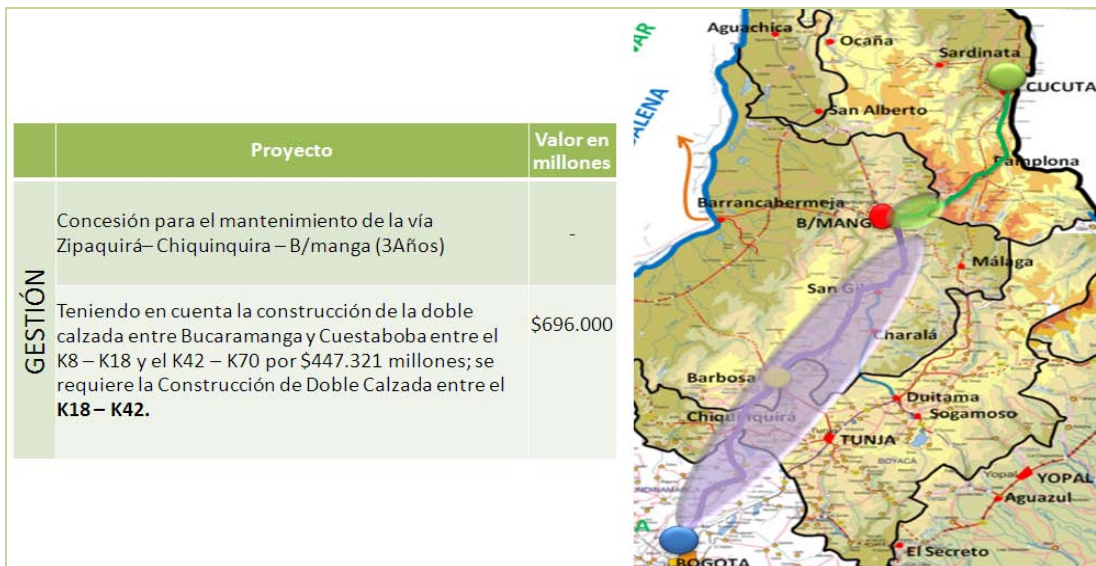 Proyecto
Valor en
millones
GESTIÓN
Concesión para el mantenimiento de la vía
Zipaquirá– Chiquinquira – B/manga (3Años)
-
Teniendo en cuenta la construcción de la doble
calzada entre Bucaramanga y Cuestaboba entre el
K8 – K18 y el K42 – K70 por $447.321 millones; se
requiere la Construcción de Doble Calzada entre el
K18 – K42.
$696.000
Aguachica
Ocaña
Sardinata
CUCUTA
San Alberto
Pamplona
Barrancabermeja
B/MANG
Málaga
San Gil
Charalá
Barbosa
Duitama
Chiquinquirá
Sogamoso
TUNJA
BOYACÁ
Yopal
YOPAL
Aguazul
El Secreto
BOGOTA